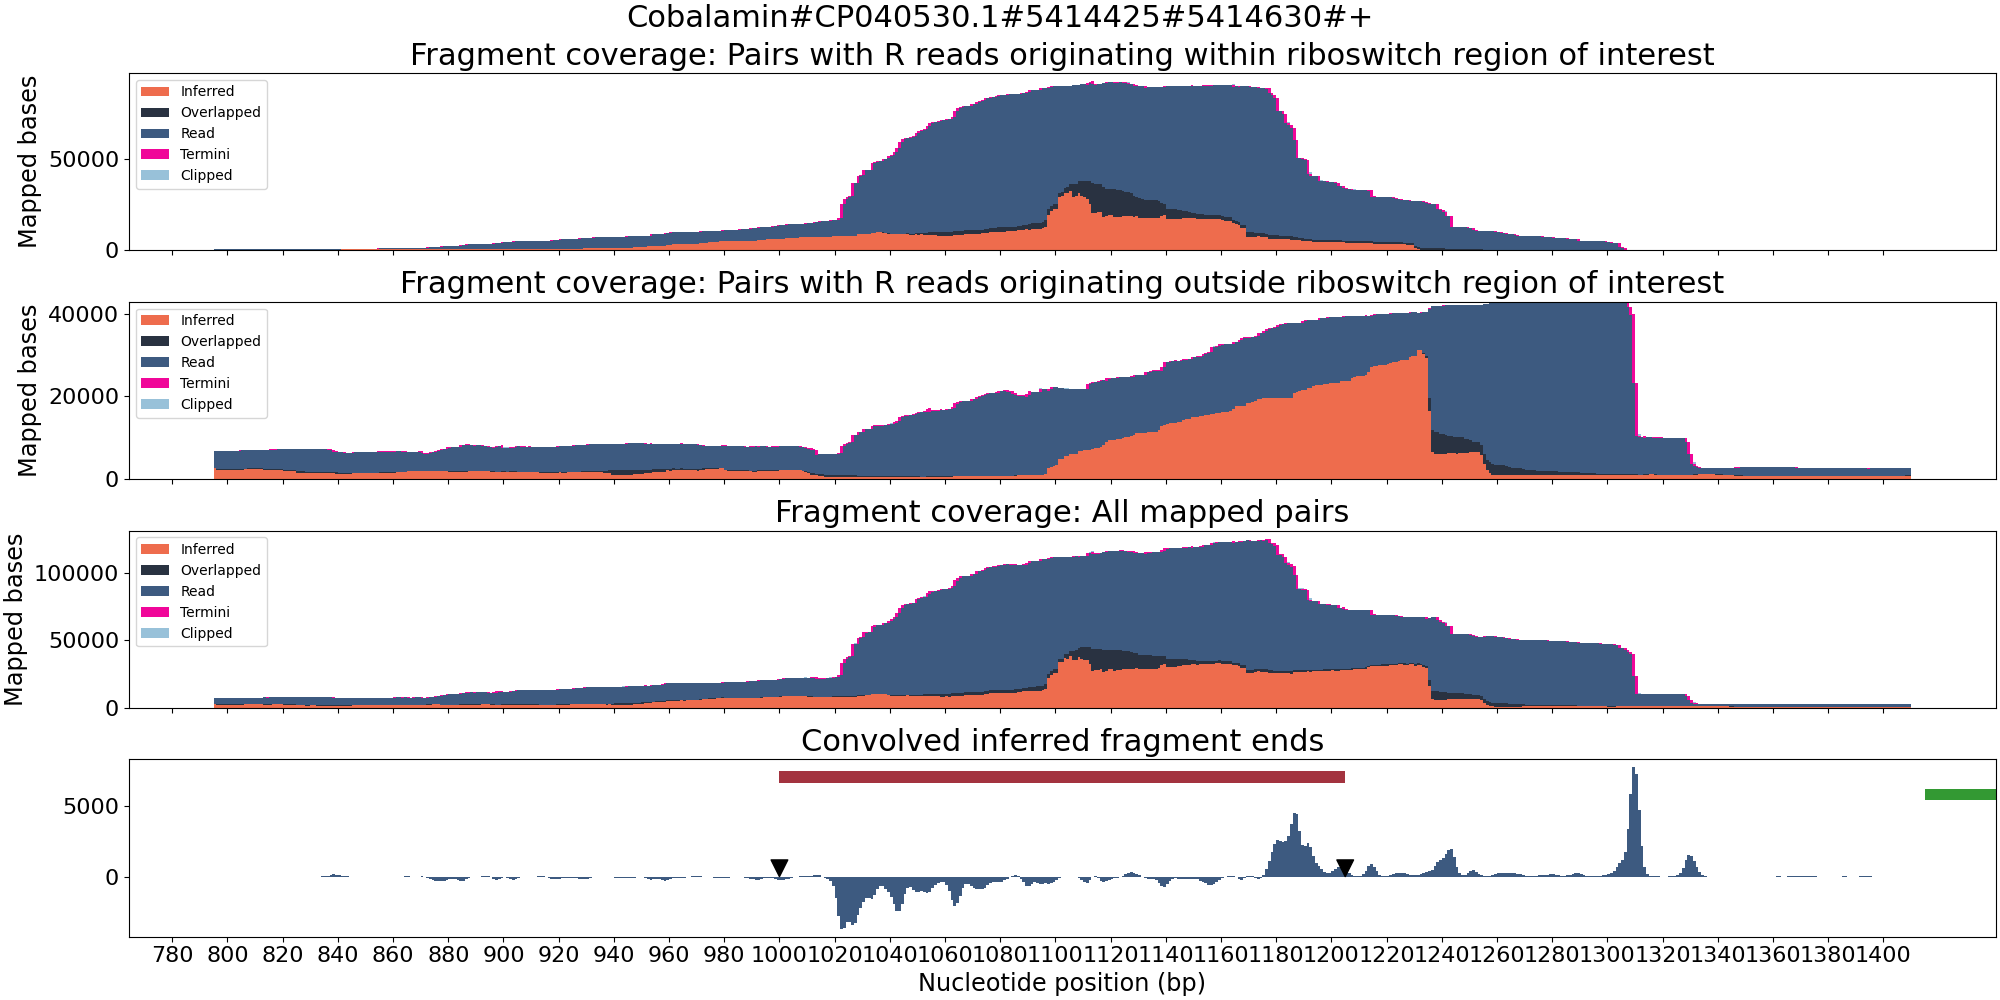 Cobalamin#CP040530.1#5414425#5414630#+
Fragment coverage: Pairs with R reads originating within riboswitch region of interest
Mapped bases
50000
0
Inferred
Overlapped
Read
Termini
Clipped
Fragment coverage: Pairs with R reads originating outside riboswitch region of interest
Mapped bases
40000
20000
0
Inferred
Overlapped
Read
Termini
Clipped
Fragment coverage: All mapped pairs
Mapped bases
100000
50000
0
Inferred
Overlapped
Read
Termini
Clipped
Convolved inferred fragment ends
5000
0
780 800 820 840 860 880 900 920 940 960 980 1000 1020 1040 1060 1080 1100 1120 1140 1160 1180 1200 1220 1240 1260 1280 1300 1320 1340 1360 1380 1400
Nucleotide position (bp)